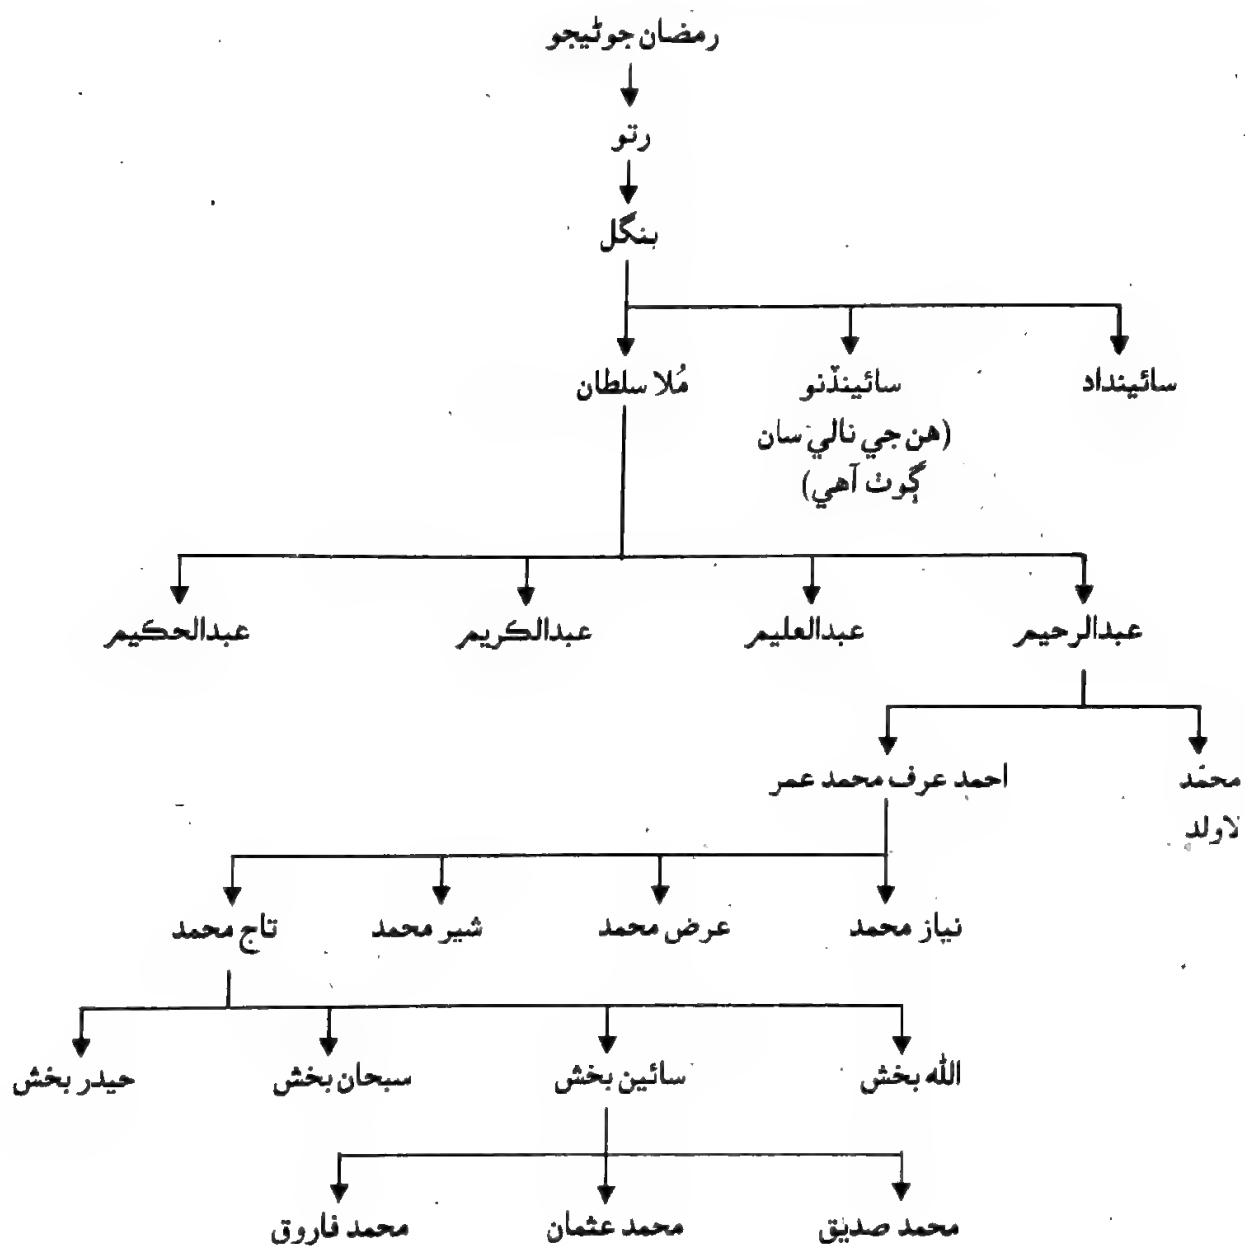 رمضان جوڻيجو
رتو
بنگل
سائينداد
سائينڏنو
(هن جي نالي سان
ڳوٺ آهي)
مُلا سلطان
عبدالرحيم
عبدالعليم
عبدالڪريم
عبدالحڪيم
محمّد
لاولد
احمد عرف محمد عمر
نياز محمد
عرض محمد
شير محمد
تاج محمد
الله بخش
سائين بخش
سبحان بخش
حيدر بخش
محمد صديق
محمد عثمان
محمد فاروق